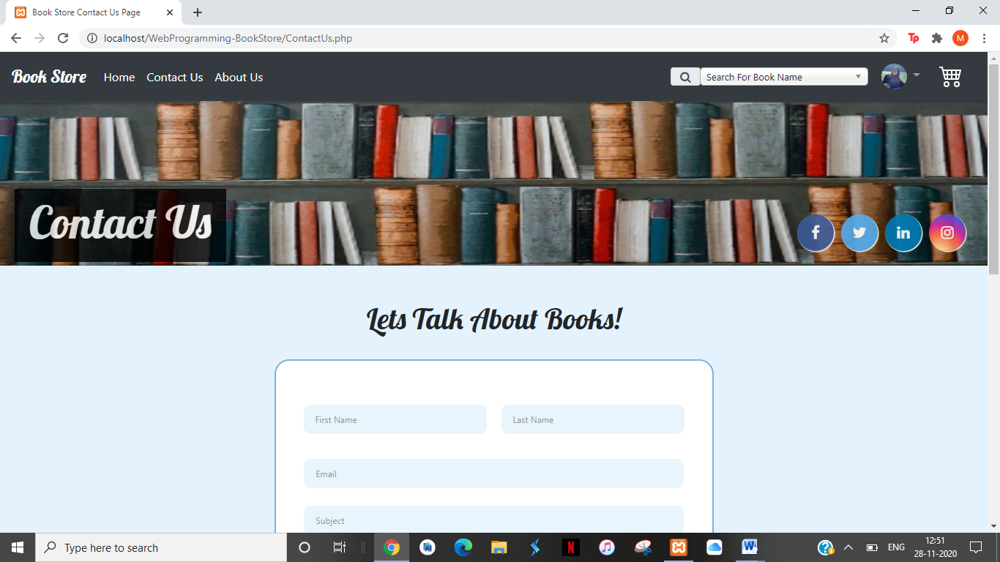 Book Store Contact Us Page
localhost/WebProgramming-BookStore/ContactUs.php
M
Book Store Home Contact Us About Us Search For Book Name
Contact Us
Lets Talk About Books!
First Name Last Name
Email
Subject
Type here to search
ENG 12:51
28-11-2020